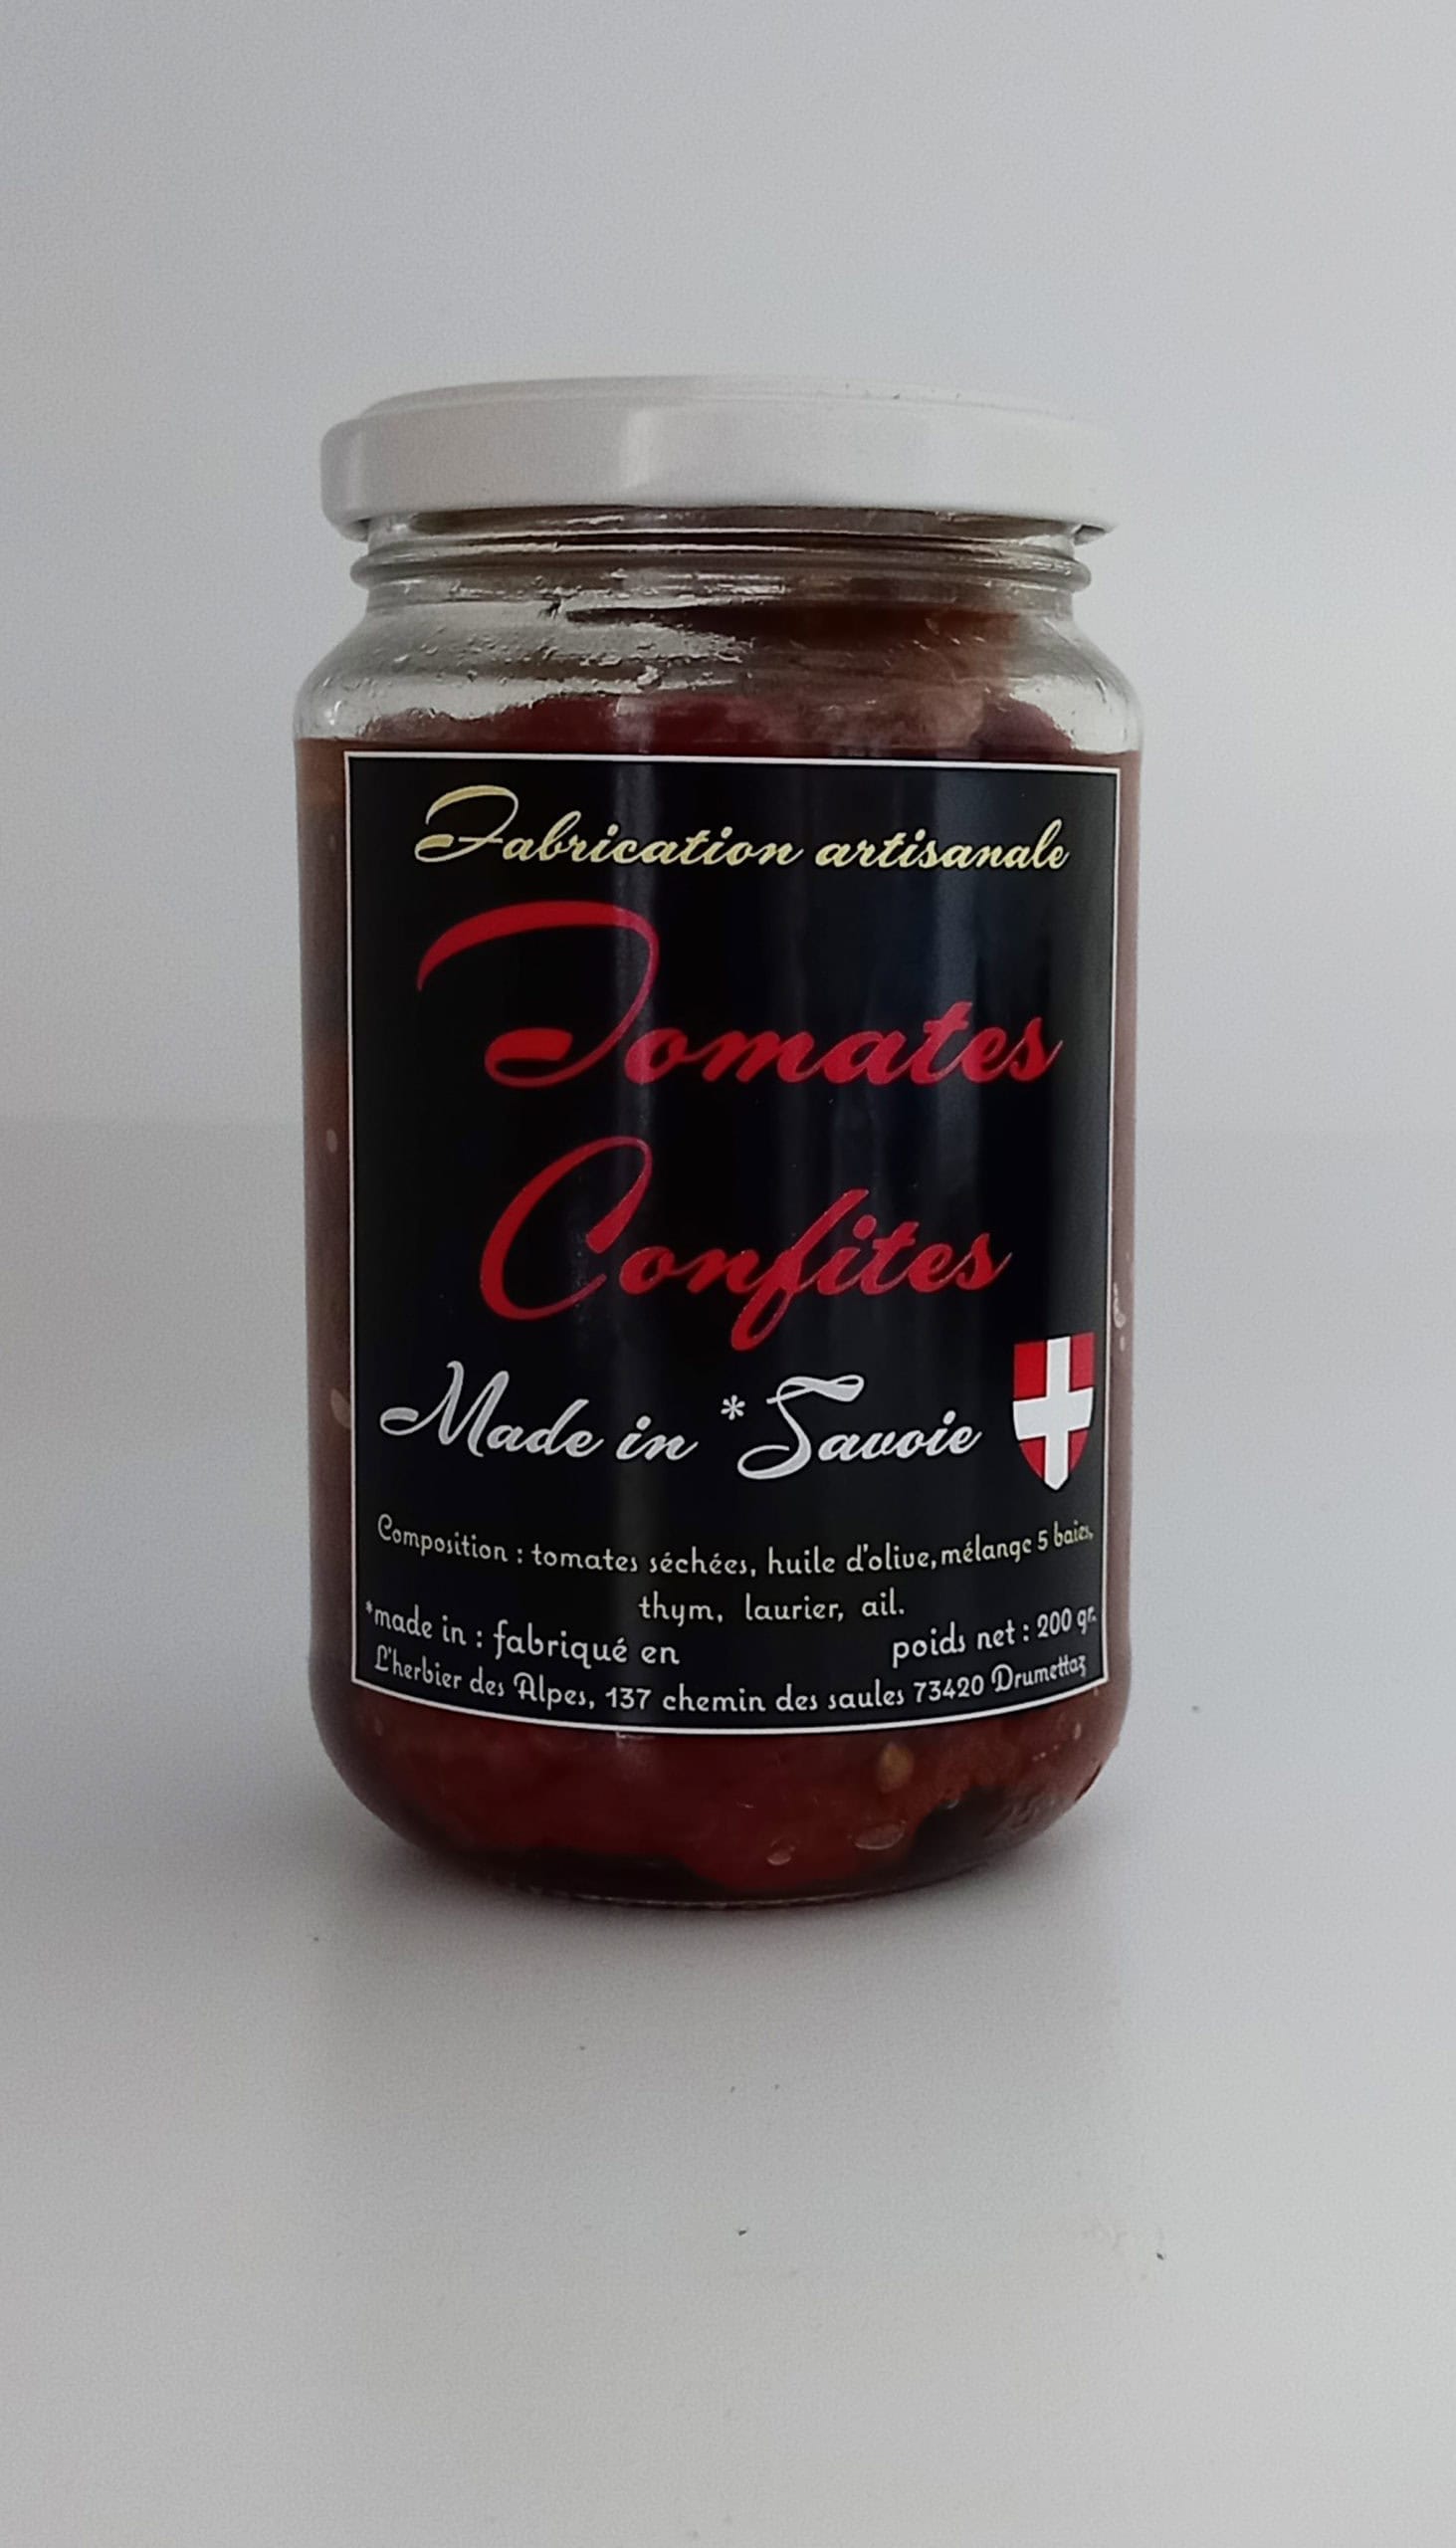 Fabrication artisanale
Tomates
Confites
Made in *Savoie
Composition : tomates séchées, huile d'olive, mélange 5 baies,
thym, laurier, ail.
*made in : fabriqué en
poids net : 200 gr.
L'herbier des Alpes, 137 chemin des saules 73420 Drumettaz